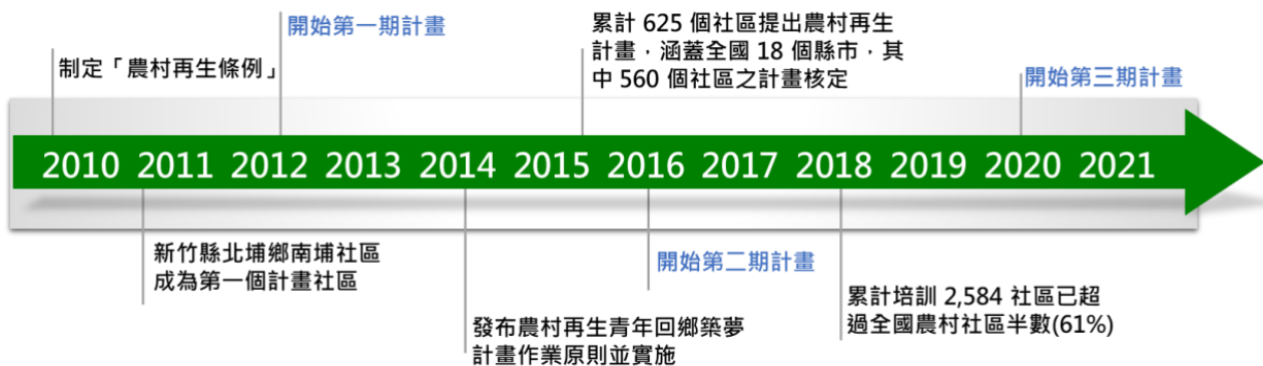 開始第一期計畫
制定「農村再生條例」
累計 625 個社區提出農村再生
計畫，涵蓋全國 18 個縣市，其
中 560 個社區之計畫核定
開始第三期計畫
2010 2011 2012 2013 2014 2015 2016 2017 2018 2019 2020 2021
新竹縣北埔鄉南埔社區
成為第一個計畫社區
發布農村再生青年回鄉築夢
計畫作業原則並實施
開始第二期計畫
累計培訓 2,584 社區已超
過全國農村社區半數(61%)